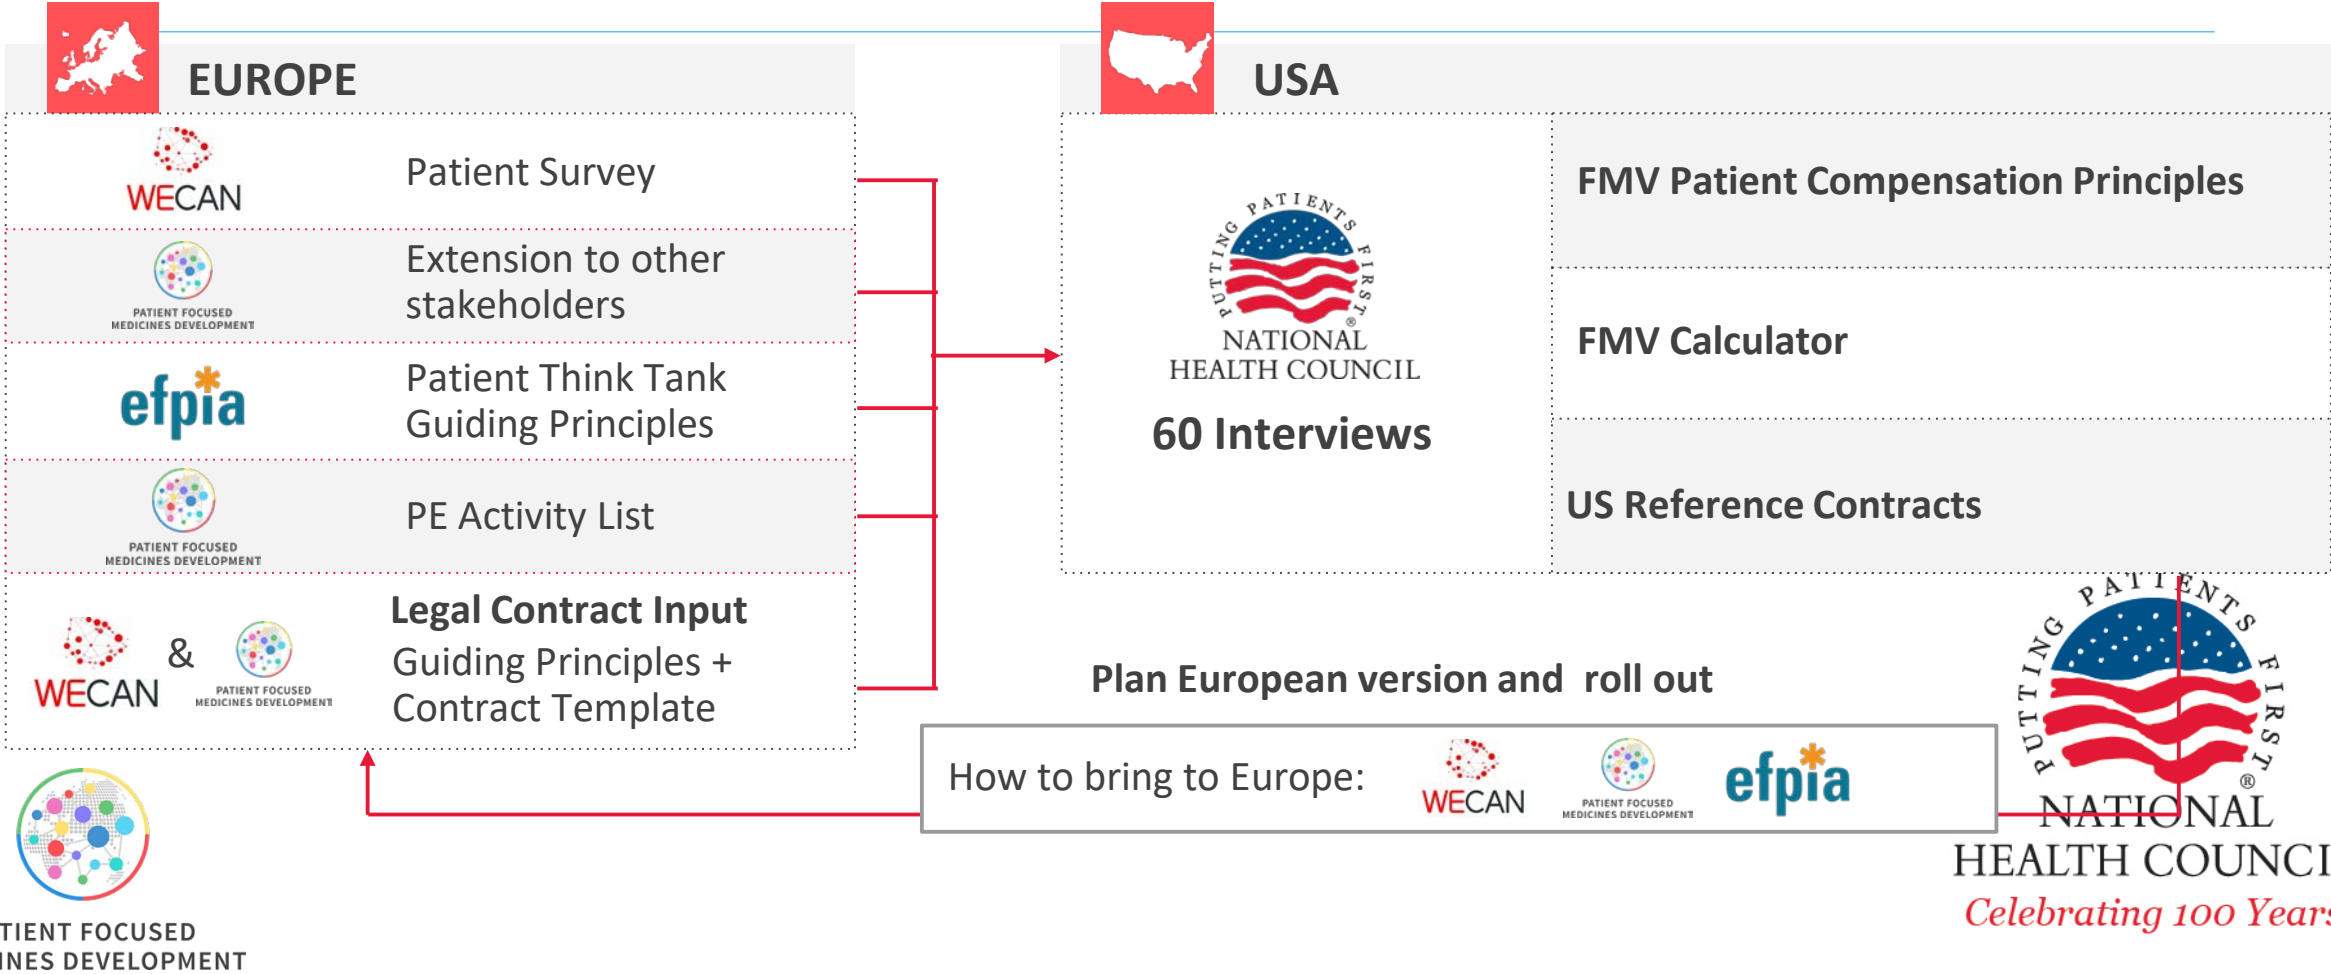 EUROPE
WECAN
Patient Survey
PATIENT FOCUSED
MEDICINES DEVELOPMENT
Extension to other
stakeholders
efpia
Patient Think Tank
Guiding Principles
PATIENT FOCUSED
MEDICINES DEVELOPMENT
PE Activity List
WECAN
&
PATIENT FOCUSED
MEDICINES DEVELOPMENT
Legal Contract Input
Guiding Principles +
Contract Template
USA
PUTTING PATIENTS FIRST®
NATIONAL
HEALTH COUNCIL
60 Interviews
FMV Patient Compensation Principles
FMV Calculator
US Reference Contracts
Plan European version and roll out
How to bring to Europe:
WECAN
PATIENT FOCUSED
MEDICINES DEVELOPMENT
efpia
PUTTING PATIENTS FIRST®
NATIONAL
HEALTH COUNCI
Celebrating 100 Years
TIENT FOCUSED
INES DEVELOPMENT